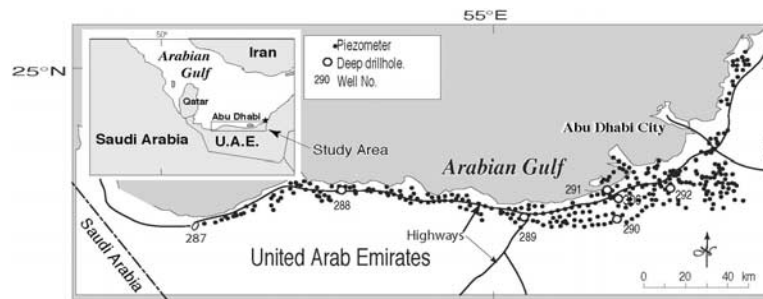 50°
55°E
25°N
Iran
Arabian
Gulf
Qatar
Abu Dhabi
Saudi Arabia
U.A.E.
Study Area
Piezometer
Deep drillhole.
290 Well No.
Abu Dhabi City
Arabian Gulf
291
292
288
287
289
290
Highways
Saudi Arabia
United Arab Emirates
N
0 20 40
km